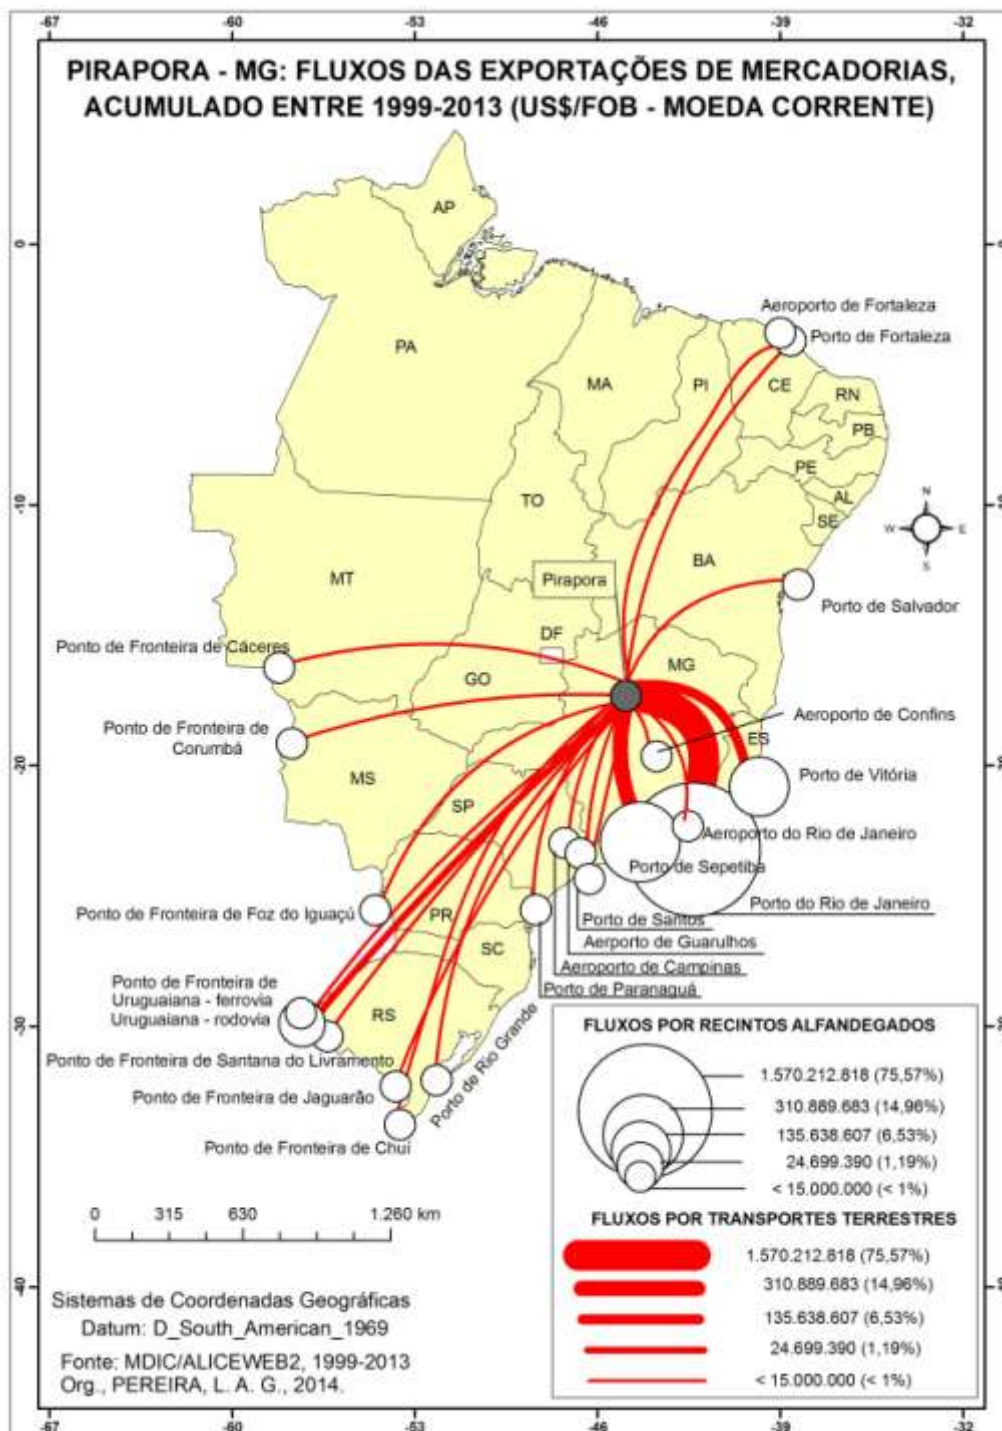 -67 -60 -53 -46 -39 -32
PIRAPORA - MG: FLUXOS DAS EXPORTAÇÕES DE MERCADORIAS,
ACUMULADO ENTRE 1999-2013 (US$/FOB - MOEDA CORRENTE)
AP
0
Aeroporto de Fortaleza
Porto de Fortaleza
PA
MA
PI
CE
RN
PB
PE
AL
SE
TO
-10
N
W E
S
BA
MT
Pirapora
Porto de Salvador
DF
Ponto de Fronteira de Cáceres
MG
GO
Aeroporto de Confins
Ponto de Fronteira de
Corumbá
ES
-20
MS
Porto de Vitória
SP
Aeroporto do Rio de Janeiro
Porto de Sepetiba
Porto do Rio de Janeiro
Ponto de Fronteira de Foz do Iguaçú
PR
Porto de Santos
Aerporto de Guarulhos
SC
Aeroporto de Campinas
Porto de Paranaguá
Ponto de Fronteira de
Uruguaiana - ferrovia
Uruguaiana - rodovia
RS
-30
Ponto de Fronteira de Santana do Livramento
Porto de Rio Grande
Ponto de Fronteira de Jaguarão
Ponto de Fronteira de Chuí
FLUXOS POR RECINTOS ALFANDEGADOS
1.570.212.818 (75,57%)
310.889.683 (14,96%)
135.638.607 (6,53%)
24.699.390 (1,19%)
< 15.000.000 (< 1%)
FLUXOS POR TRANSPORTES TERRESTRES
1.570.212.818 (75,57%)
310.889.683 (14,96%)
135.638.607 (6,53%)
24.699.390 (1,19%)
< 15.000.000 (< 1%)
0 315 630 1.260 km
-40
Sistemas de Coordenadas Geográficas
Datum: D_South_American_1969
Fonte: MDIC/ALICEWEB2, 1999-2013
Org., PEREIRA, L. A. G., 2014.
-67 -60 -53 -46 -39 -32